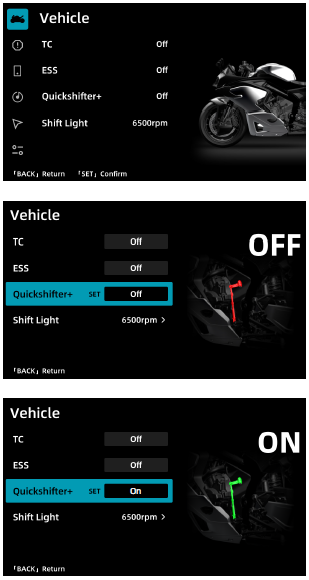 Vehicle
TC Off
ESS Off
Quickshifter+ Off
Shift Light 6500rpm
「BACK」Return 「SET」Confirm
Vehicle
OFF
TC Off
ESS Off
Quickshifter+ SET Off
Shift Light 6500rpm >
「BACK」Return
Vehicle
ON
TC Off
ESS Off
Quickshifter+ SET On
Shift Light 6500rpm >
「BACK」Return